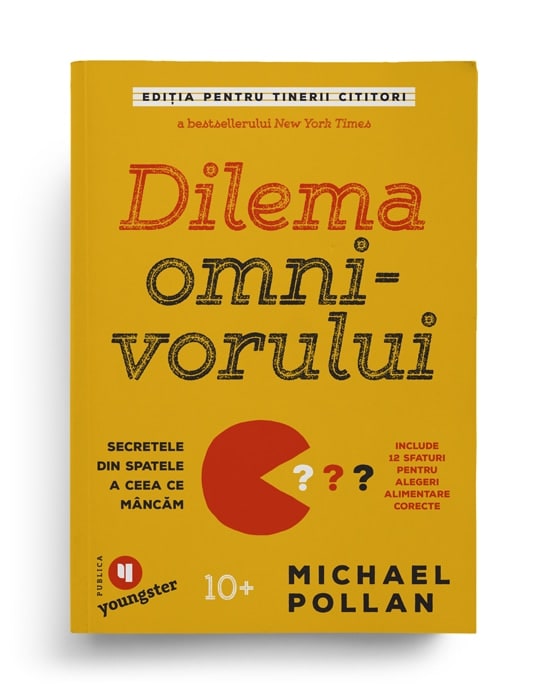 EDIȚIA PENTRU TINERII CITITORI
a bestsellerului New York Times
Dilema
omni-
vorului
SECRETELE
DIN SPATELE
A CEEA CE
MÂNCĂM
? ? ?
INCLUDE
12 SFATURI
PENTRU
ALEGERI
ALIMENTARE
CORECTE
PUBLICA
youngster
10+
MICHAEL
POLLAN